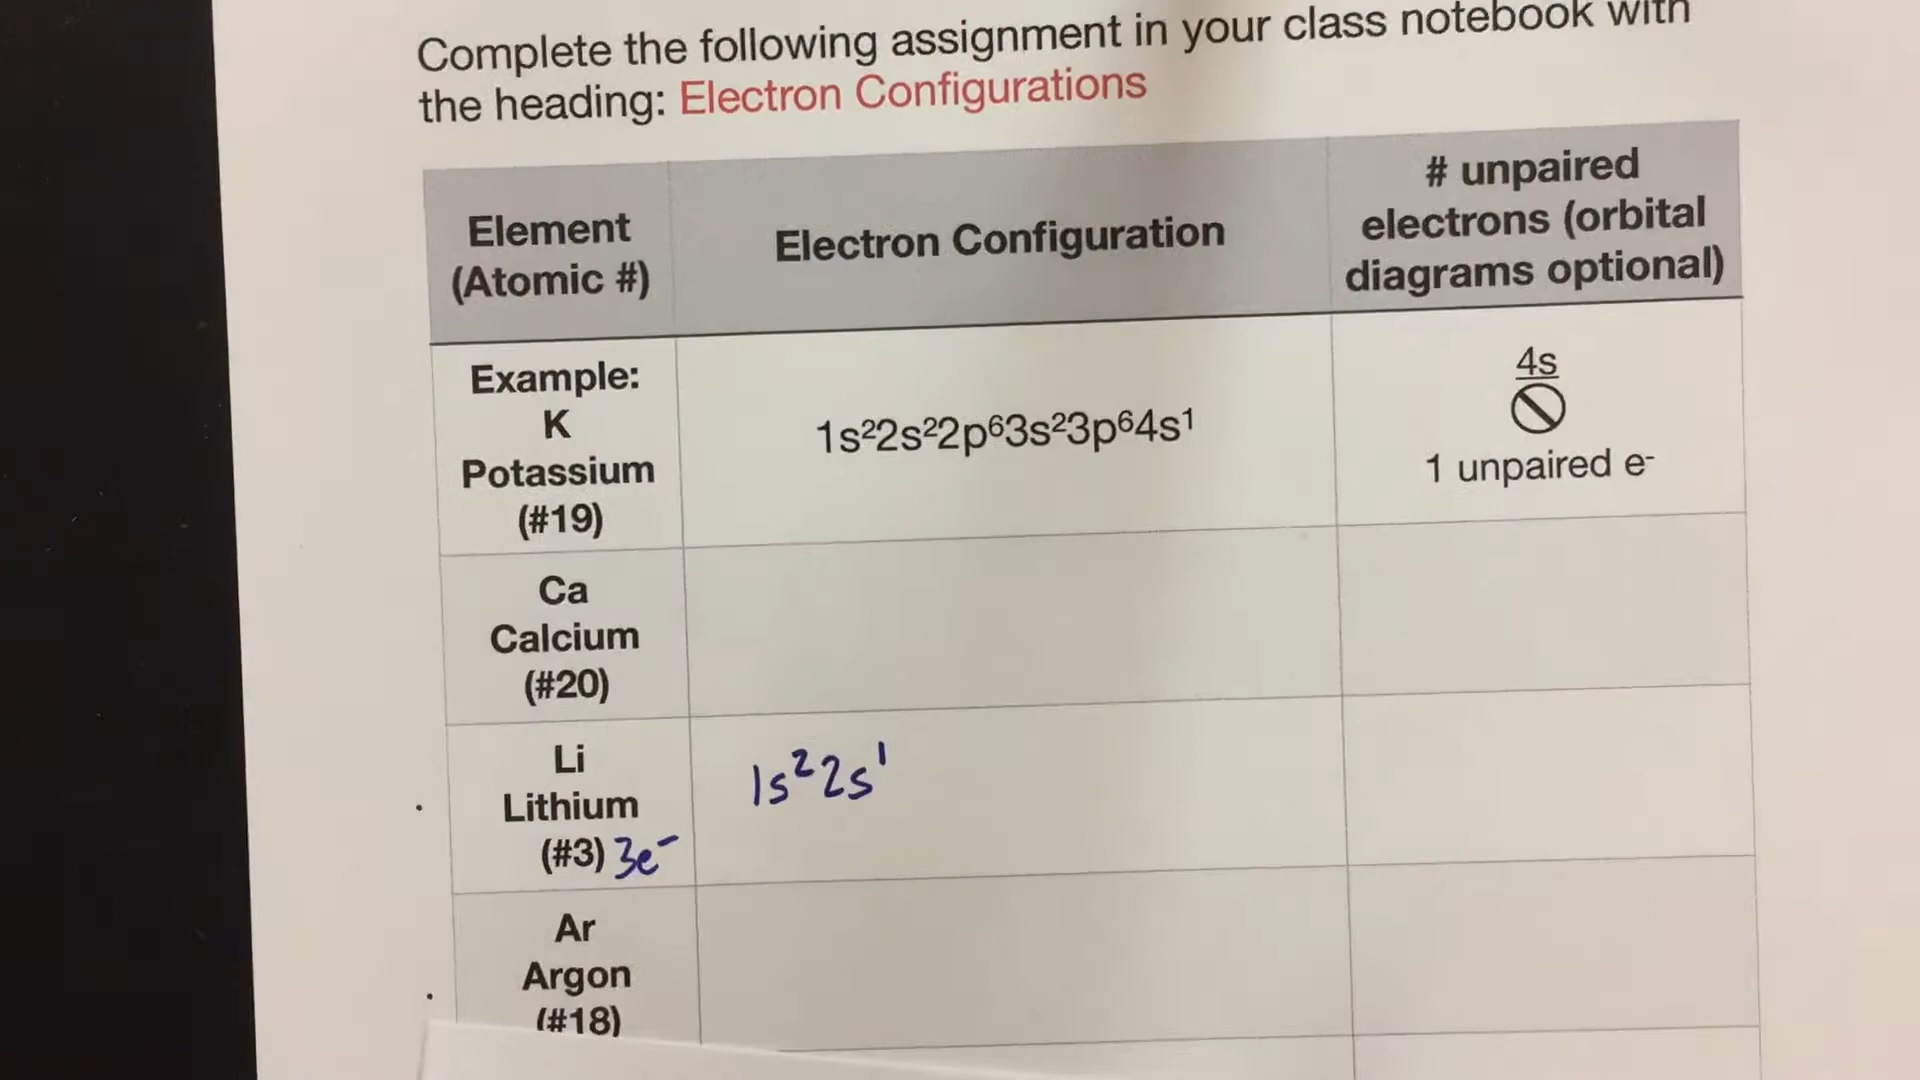 Complete the following assignment in your class notebook with
the heading: Electron Configurations
Element
(Atomic #)
Electron Configuration
# unpaired
electrons (orbital
diagrams optional)
Example:
K
Potassium
(#19)
1s²2s²2p⁶3s²3p⁶4s¹
4s
1 unpaired e⁻
Ca
Calcium
(#20)
Li
Lithium
(#3) 3e⁻
1s²2s¹
Ar
Argon
(#18)